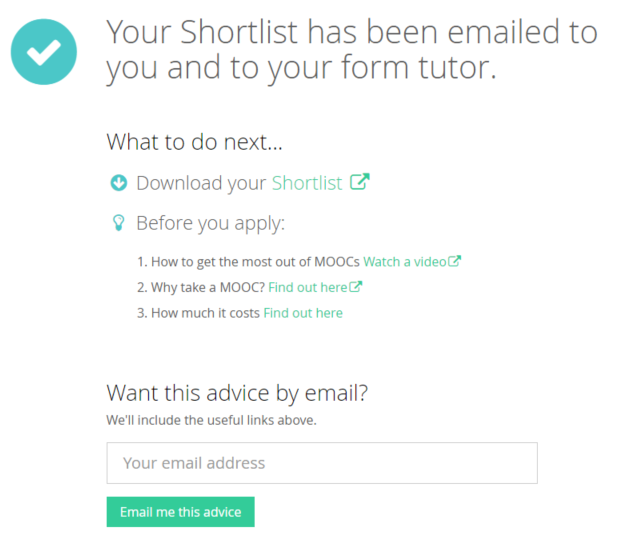 Your Shortlist has been emailed to
you and to your form tutor.
What to do next...
Download your Shortlist
Before you apply:
1. How to get the most out of MOOCs Watch a video
2. Why take a MOOC? Find out here
3. How much it costs Find out here
Want this advice by email?
We'll include the useful links above.
Your email address
Email me this advice